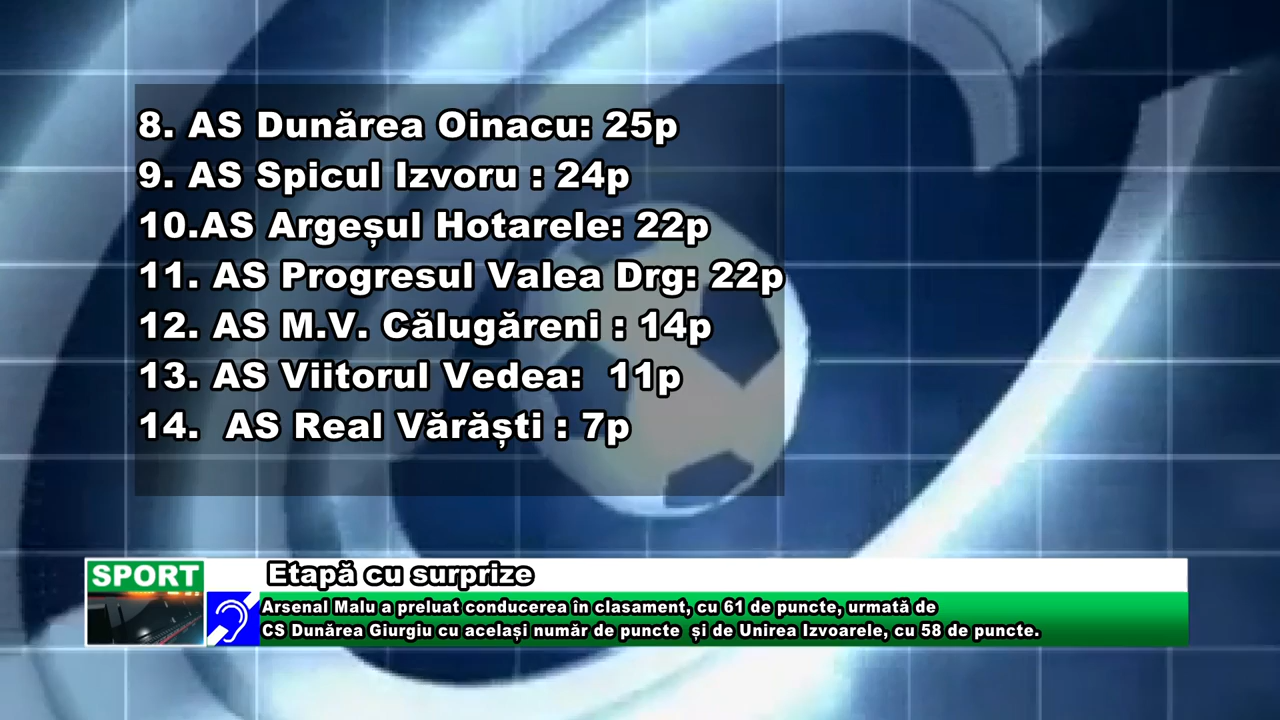 8. AS Dunărea Oinacu: 25p
9. AS Spicul Izvoru : 24p
10.AS Argeșul Hotarele: 22p
11. AS Progresul Valea Drg: 22p
12. AS M.V. Călugăreni : 14p
13. AS Viitorul Vedea:  11p
14.  AS Real Vărăști : 7p
SPORT
Etapă cu surprize
Arsenal Malu a preluat conducerea în clasament, cu 61 de puncte, urmată de
CS Dunărea Giurgiu cu același număr de puncte  și de Unirea Izvoarele, cu 58 de puncte.